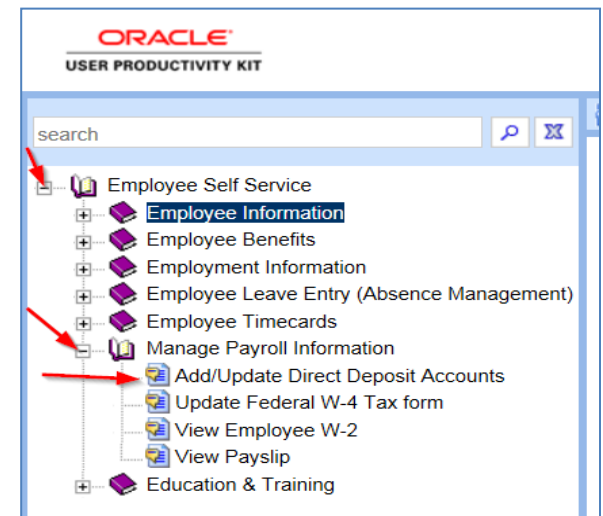 ORACLE
USER PRODUCTIVITY KIT
search
Employee Self Service
Employee Information
Employee Benefits
Employment Information
Employee Leave Entry (Absence Management)
Employee Timecards
Manage Payroll Information
Add/Update Direct Deposit Accounts
Update Federal W-4 Tax form
View Employee W-2
View Payslip
Education & Training